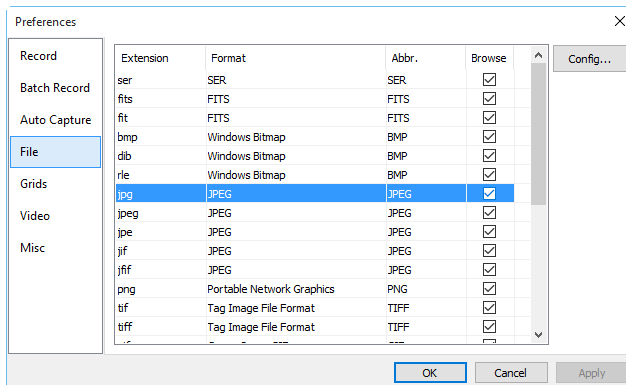 Preferences
Record
Batch Record
Auto Capture
File
Grids
Video
Misc
Extension Format Abbr. Browse
ser SER SER
fits FITS FITS
fit FITS FITS
bmp Windows Bitmap BMP
dib Windows Bitmap BMP
rle Windows Bitmap BMP
jpg JPEG JPEG
jpeg JPEG JPEG
jpe JPEG JPEG
jif JPEG JPEG
jfif JPEG JPEG
png Portable Network Graphics PNG
tif Tag Image File Format TIFF
tiff Tag Image File Format TIFF
Config...
OK Cancel Apply